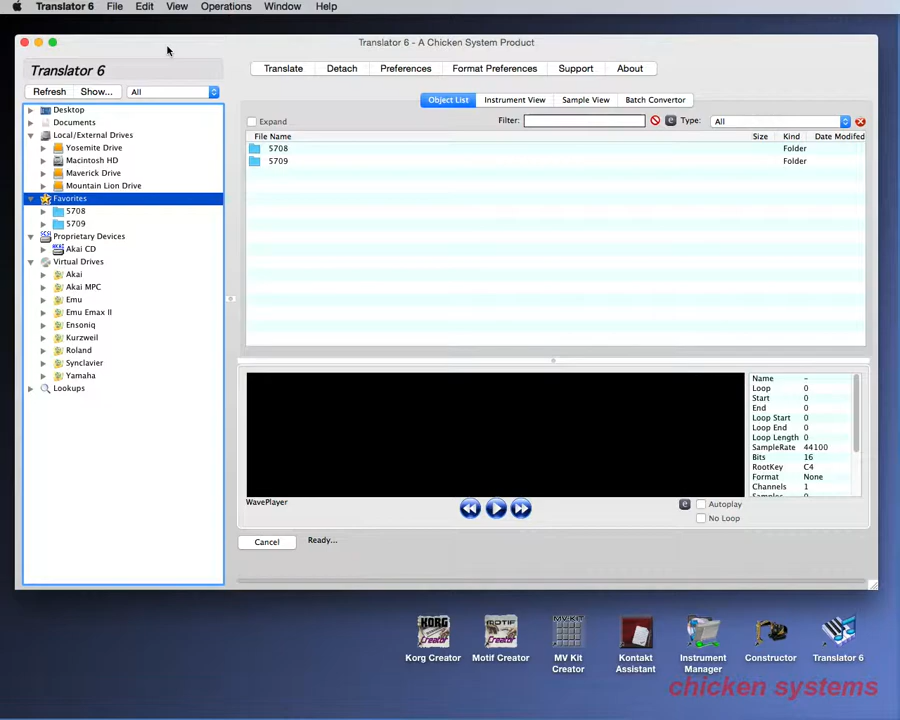 Translator 6 File Edit View Operations Window Help
Translator 6 - A Chicken System Product
Translator 6
Translate Detach Preferences Format Preferences Support About
Refresh Show... All
Object List Instrument View Sample View Batch Convertor
Expand Filter: e Type: All
File Name Size Kind Date Modifed
5708 Folder
5709 Folder
Desktop
Documents
Local/External Drives
Yosemite Drive
Macintosh HD
Maverick Drive
Mountain Lion Drive
Favorites
5708
5709
Proprietary Devices
Akai CD
Virtual Drives
Akai
Akai MPC
Emu
Emu Emax II
Ensoniq
Kurzweil
Roland
Synclavier
Yamaha
Lookups
Name -
Loop 0
Start 0
End 0
Loop Start 0
Loop End 0
Loop Length 0
SampleRate 44100
Bits 16
RootKey C4
Format None
Channels 1
Samples 0
WavePlayer
e Autoplay
No Loop
Cancel Ready...
KORG Creator MOTIF Creator MV-KIT
Korg Creator Motif Creator MV Kit Creator Kontakt Assistant Instrument Manager Constructor Translator 6
chicken systems